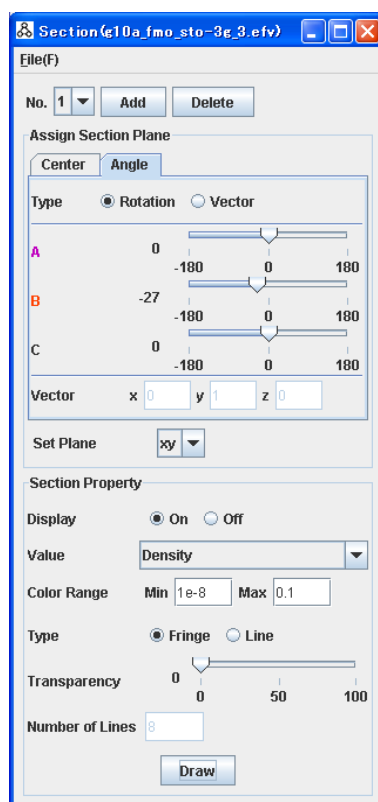 Section(g10a_fmo_sto-3g_3.efv)
File(F)
No. 1 Add Delete
Assign Section Plane
Center Angle
Type Rotation Vector
A 0
-180 0 180
B -27
-180 0 180
C 0
-180 0 180
Vector x 0 y 1 z 0
Set Plane xy
Section Property
Display On Off
Value Density
Color Range Min 1e-8 Max 0.1
Type Fringe Line
Transparency 0
0 50 100
Number of Lines 8
Draw